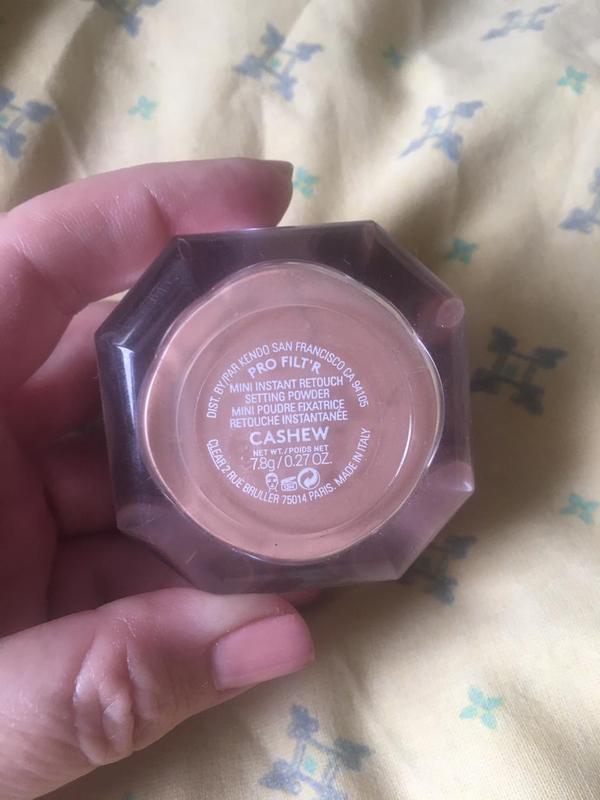 DIST. BY/PAR KENDO SAN FRANCISCO CA 94105
PRO FILT'R
MINI INSTANT RETOUCH
SETTING POWDER
MINI POUDRE FIXATRICE
RETOUCHE INSTANTANÉE
CASHEW
NET WT./POIDS NET
7.8g/0.27 OZ.
12M
CLEAR 2 RUE BRULLER 75014 PARIS. MADE IN ITALY